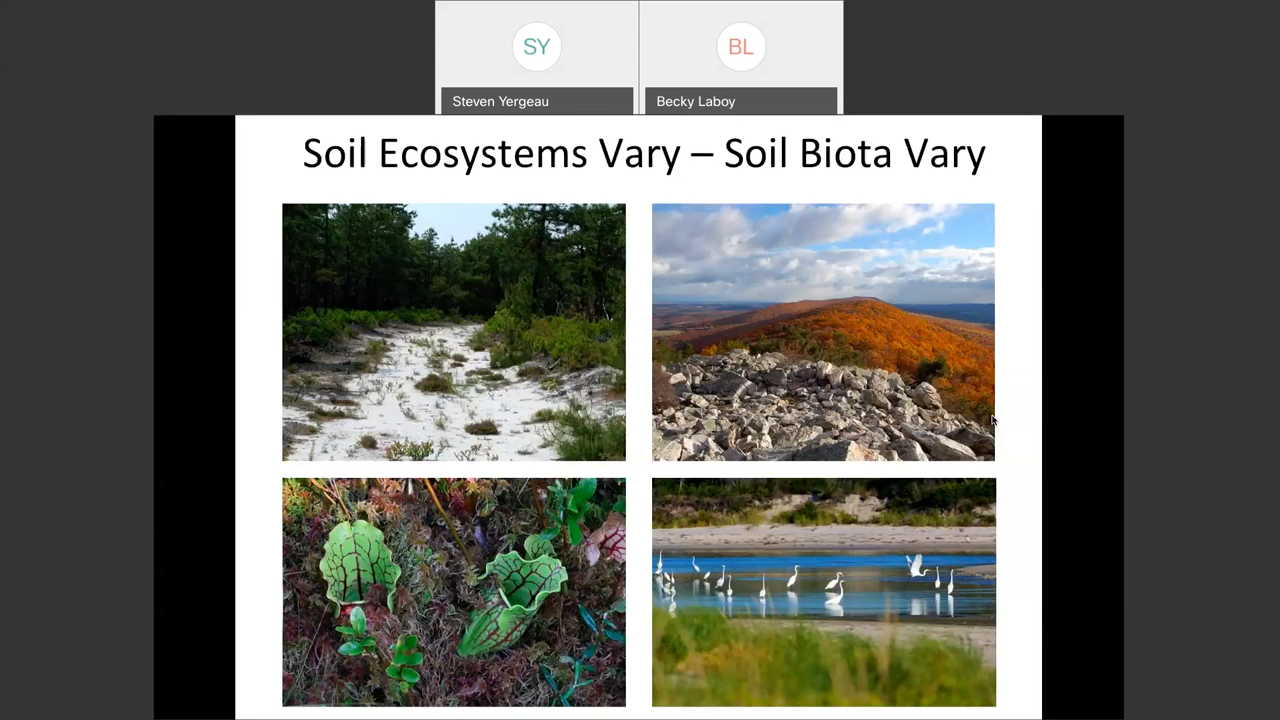 SY
BL
Steven Yergeau
Becky Laboy
Soil Ecosystems Vary – Soil Biota Vary